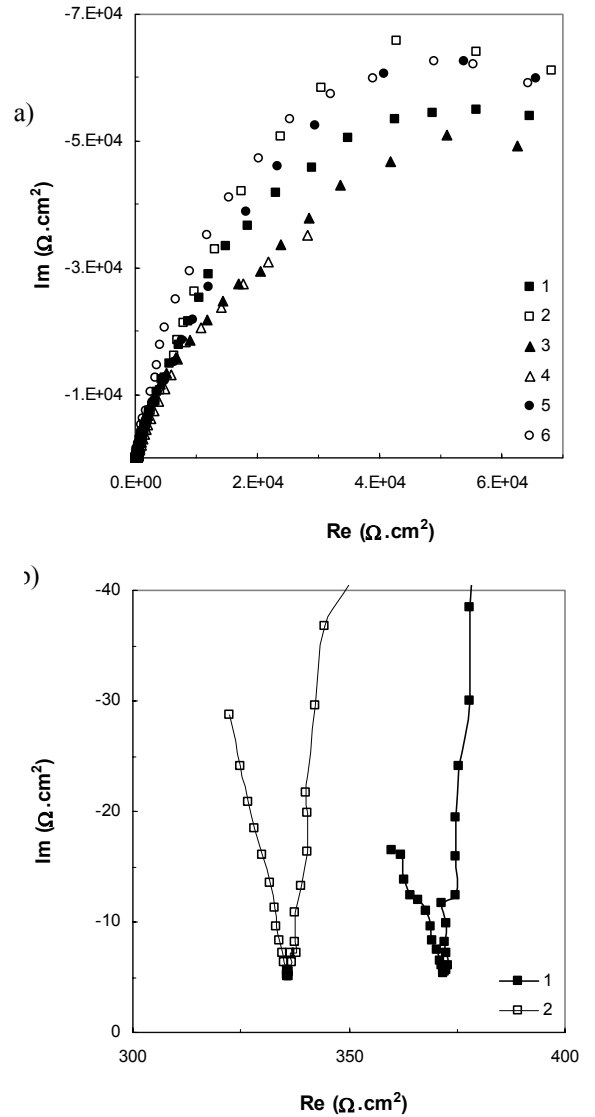 a)
-7.E+04
-5.E+04
-3.E+04
-1.E+04
Im (Ω.cm²)
0.E+00 2.E+04 4.E+04 6.E+04
Re (Ω.cm²)
1
2
3
4
5
6
b)
-40
-30
-20
-10
0
Im (Ω.cm²)
300 350 400
Re (Ω.cm²)
1
2